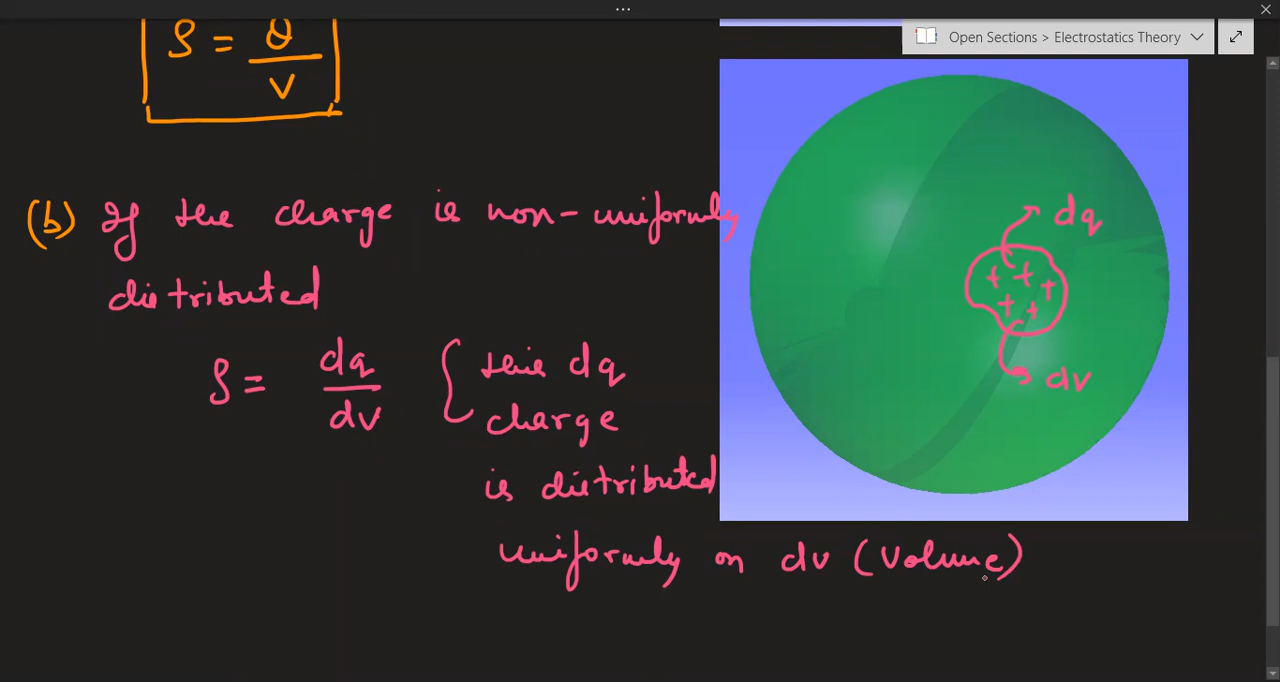 ...
Open Sections > Electrostatics Theory
ρ = Q/V
(b) If the charge is non-uniformly
distributed
dq
dv
ρ = dq/dv { this dq
charge
is distributed
uniformly on dv (volume)